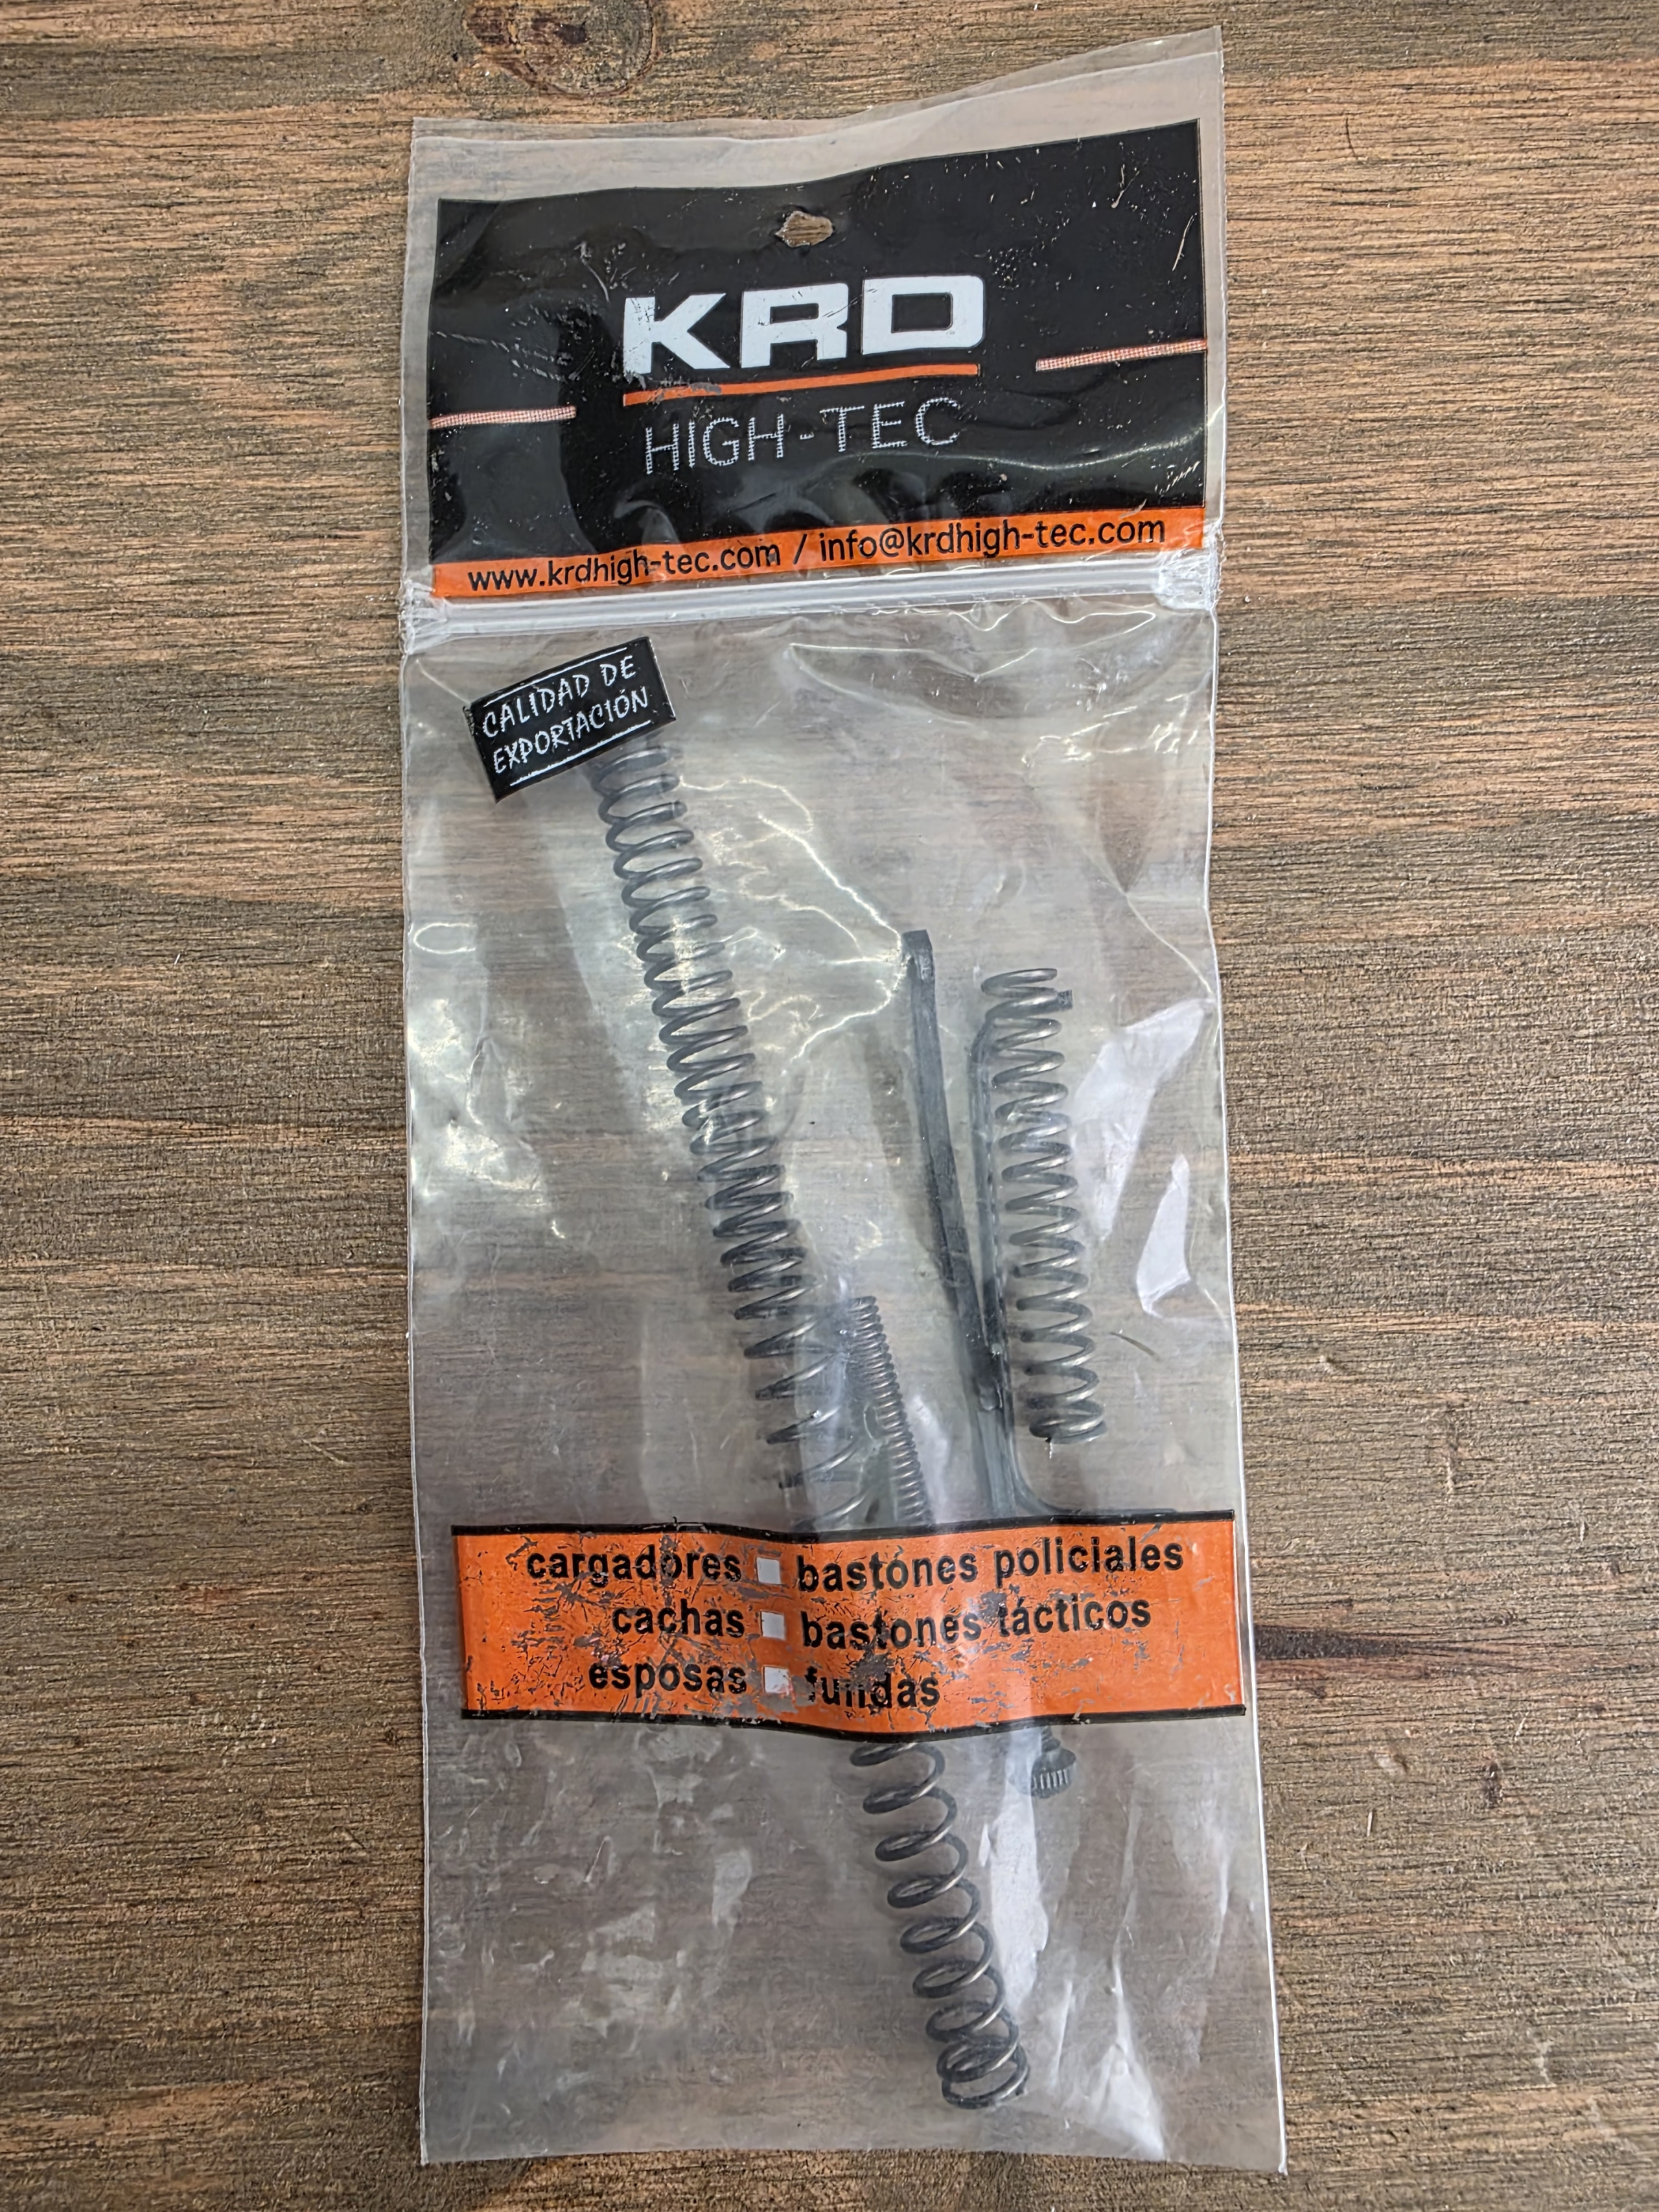 KRD
HIGH-TEC
www.krdhigh-tec.com / info@krdhigh-tec.com
CALIDAD DE
EXPORTACIÓN
cargadores bastones policiales
cachas bastones tácticos
esposas fundas